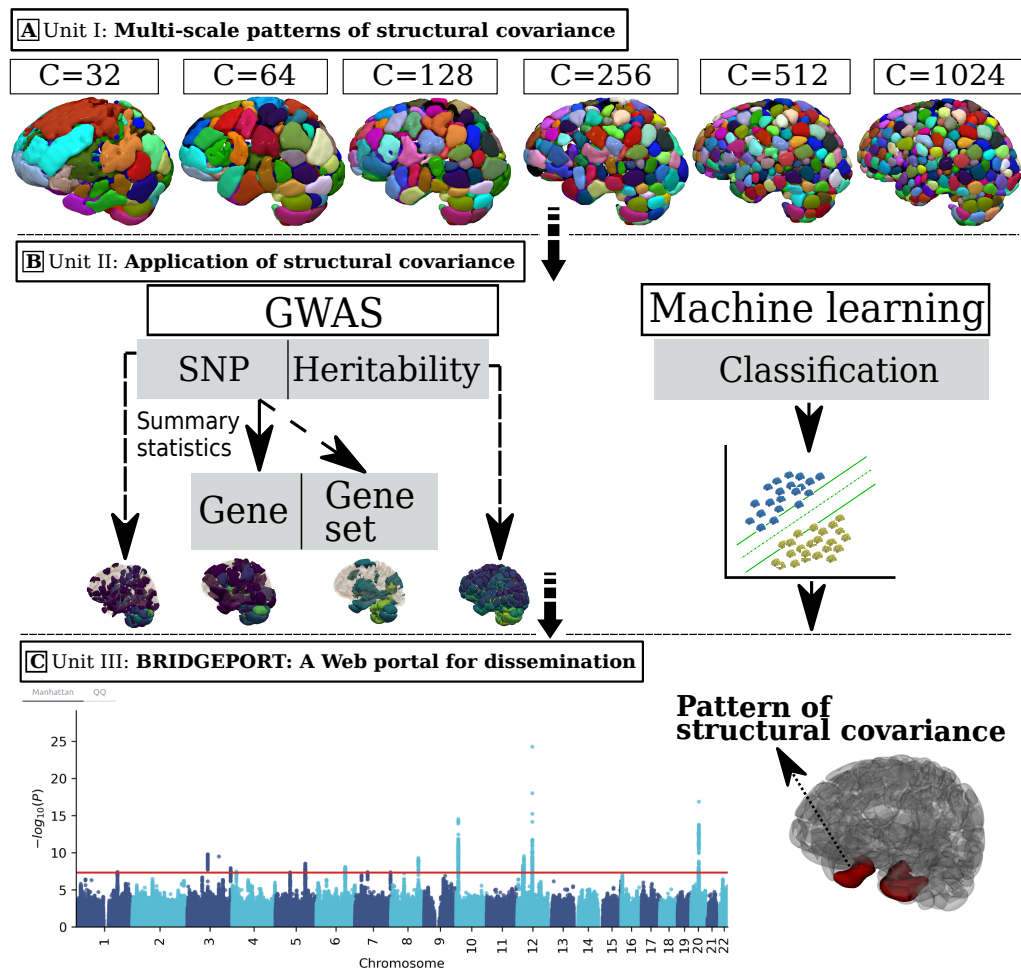 A Unit I: Multi-scale patterns of structural covariance
C=32 C=64 C=128 C=256 C=512 C=1024
B Unit II: Application of structural covariance
GWAS
SNP Heritability
Summary
statistics
Gene Gene
set
Machine learning
Classification
C Unit III: BRIDGEPORT: A Web portal for dissemination
Manhattan QQ
25
20
15
10
5
0
−log10(P)
1 2 3 4 5 6 7 8 9 10 11 12 13 14 15 16 17 18 19 20 21 22
Chromosome
Pattern of
structural covariance